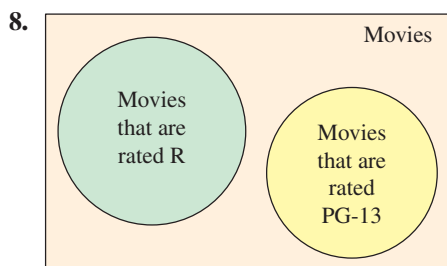 8.
Movies
Movies
that are
rated R
Movies
that are
rated
PG-13